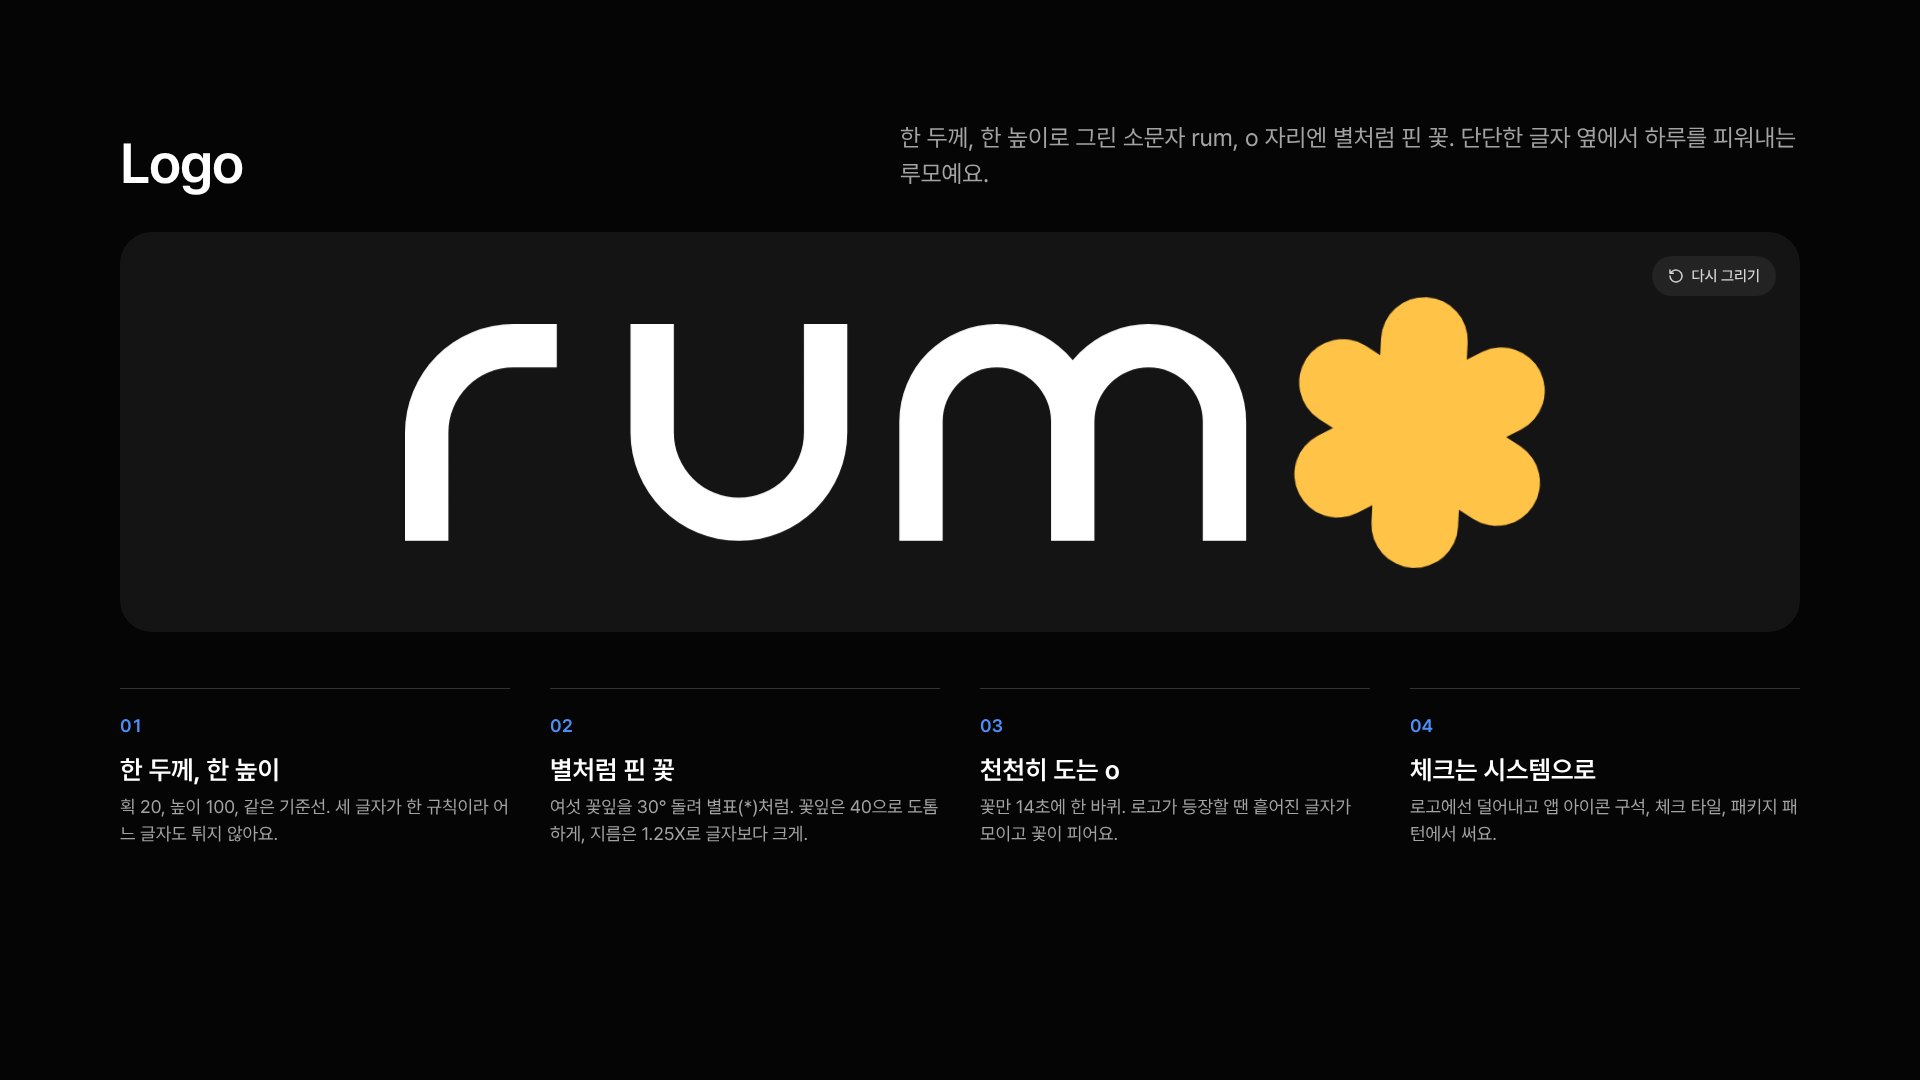 Logo
한 두께, 한 높이로 그린 소문자 rum, o 자리엔 별처럼 핀 꽃. 단단한 글자 옆에서 하루를 피워내는
루모예요.
다시 그리기
rum
01
한 두께, 한 높이
획 20, 높이 100, 같은 기준선. 세 글자가 한 규칙이라 어
느 글자도 튀지 않아요.
02
별처럼 핀 꽃
여섯 꽃잎을 30° 돌려 별표(*)처럼. 꽃잎은 40으로 도톰
하게, 지름은 1.25X로 글자보다 크게.
03
천천히 도는 o
꽃만 14초에 한 바퀴. 로고가 등장할 땐 흩어진 글자가
모이고 꽃이 피어요.
04
체크는 시스템으로
로고에선 덜어내고 앱 아이콘 구석, 체크 타일, 패키지 패
턴에서 써요.